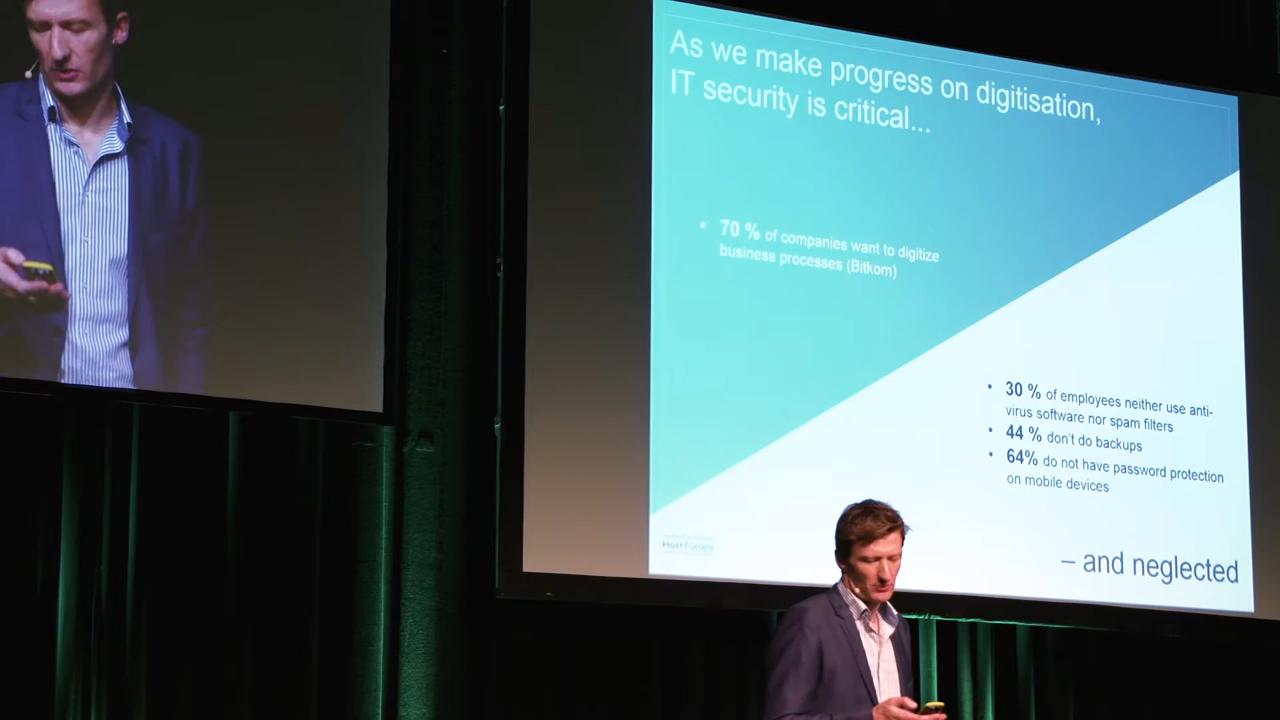 As we make progress on digitisation,
IT security is critical...
• 70 % of companies want to digitize
business processes (Bitkom)
• 30 % of employees neither use anti-
virus software nor spam filters
• 44 % don't do backups
• 64% do not have password protection
on mobile devices
Host Europe
– and neglected